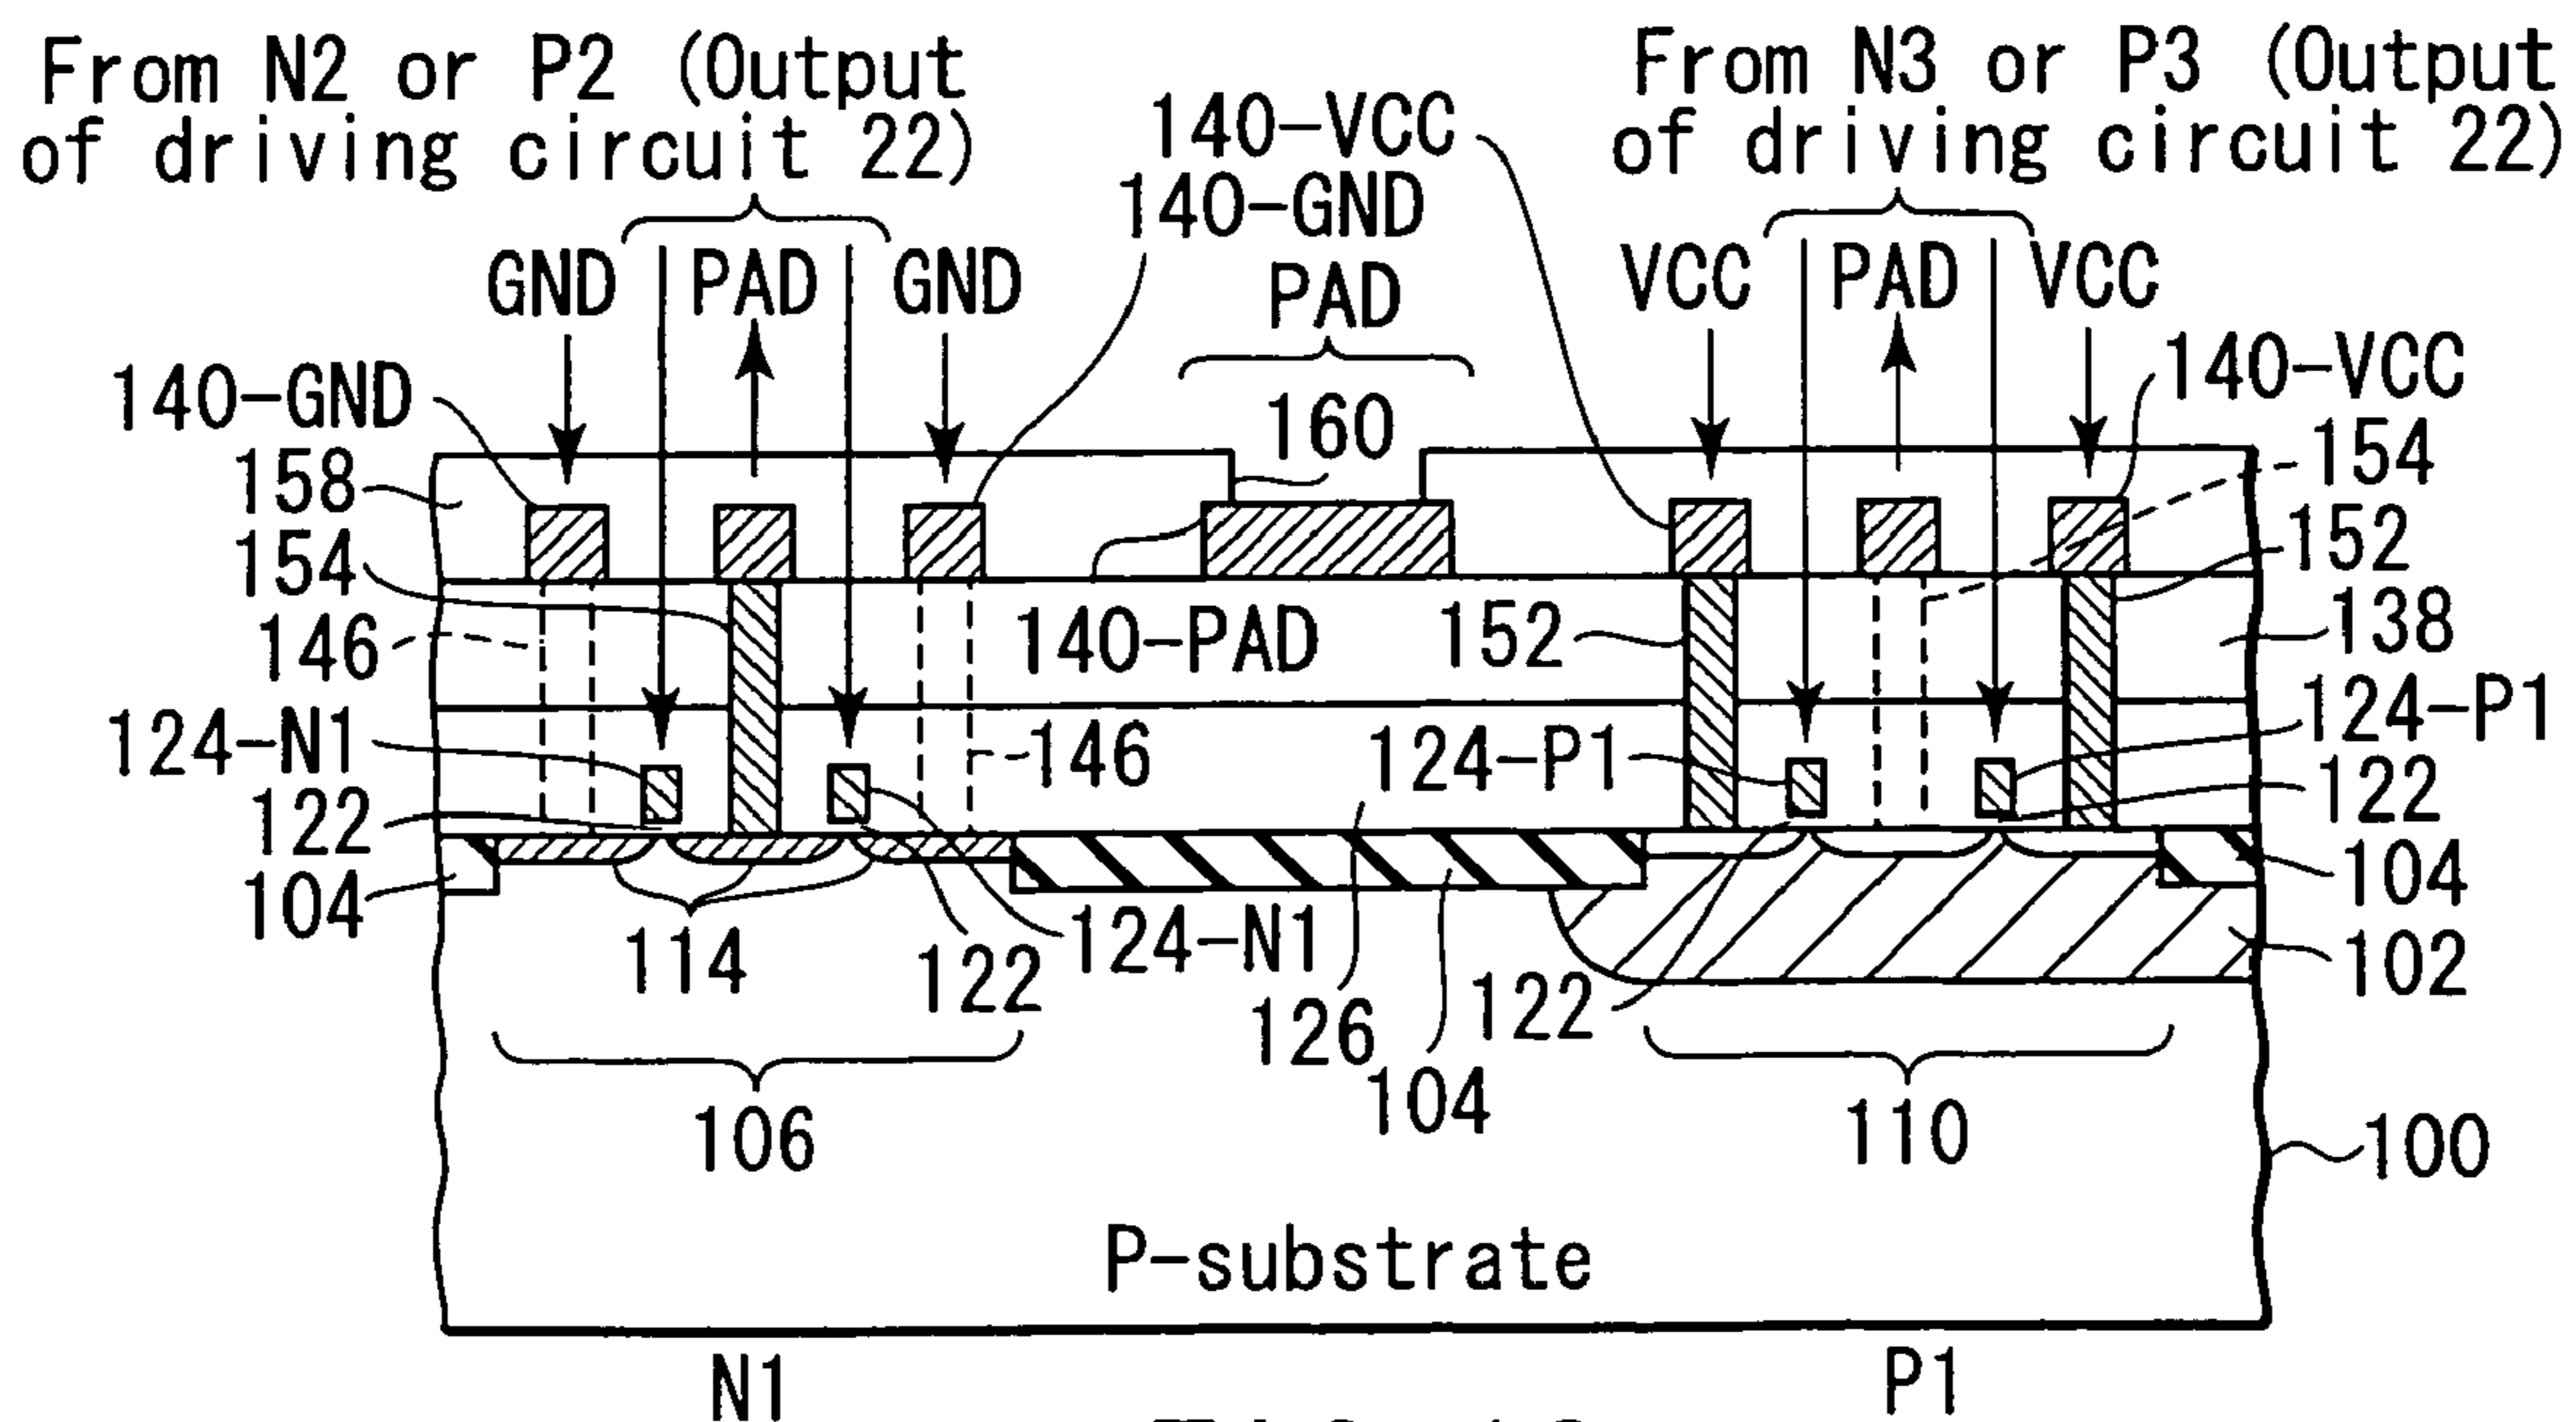 From N2 or P2 (Output
of driving circuit 22)
From N3 or P3 (Output
of driving circuit 22)
140-VCC
140-GND
GND
PAD
GND
PAD
VCC
PAD
VCC
140-GND
160
140-VCC
158
154
154
152
146
140-PAD
152
138
124-N1
146
124-P1
124-P1
122
122
104
114
122
124-N1
126
104
122
104
102
106
110
100
P-substrate
N1
P1